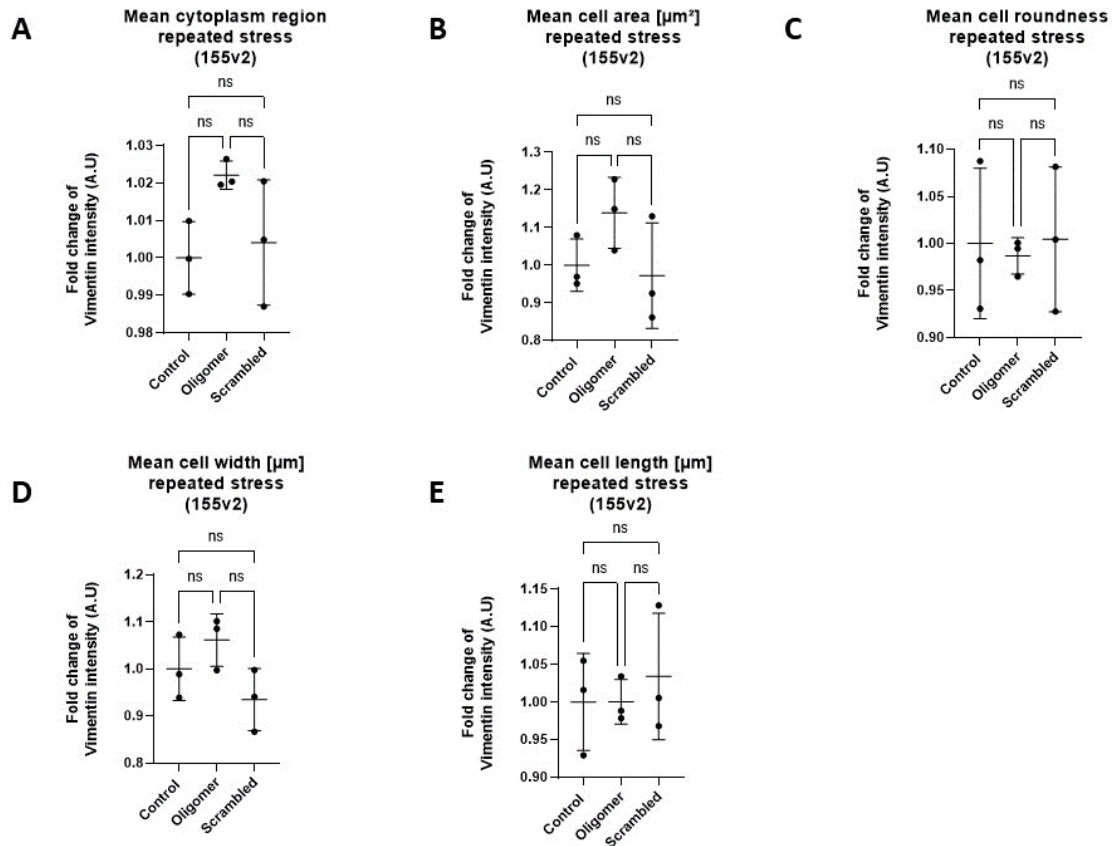 A
Mean cytoplasm region
repeated stress
(155v2)
ns
ns
ns
Fold change of
Vimentin intensity (A.U)
1.03
1.02
1.01
1.00
0.99
0.98
Control
Oligomer
Scrambled
B
Mean cell area [µm²]
repeated stress
(155v2)
ns
ns
ns
Fold change of
Vimentin intensity (A.U)
1.3
1.2
1.1
1.0
0.9
0.8
Control
Oligomer
Scrambled
C
Mean cell roundness
repeated stress
(155v2)
ns
ns
ns
Fold change of
Vimentin intensity (A.U)
1.10
1.05
1.00
0.95
0.90
Control
Oligomer
Scrambled
D
Mean cell width [µm]
repeated stress
(155v2)
ns
ns
ns
Fold change of
Vimentin intensity (A.U)
1.2
1.1
1.0
0.9
0.8
Control
Oligomer
Scrambled
E
Mean cell length [µm]
repeated stress
(155v2)
ns
ns
ns
Fold change of
Vimentin intensity (A.U)
1.15
1.10
1.05
1.00
0.95
0.90
Control
Oligomer
Scrambled